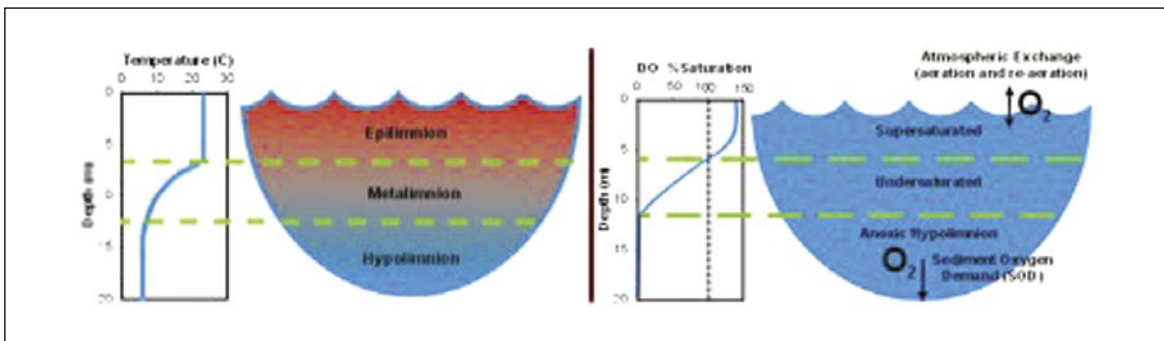 Temperature (C)
0 10 20 30
0
5
15
20
Depth (m)
Epilimnion
Metalimnion
Hypolimnion
DO %Saturation
0 50 100 150
0
5
10
15
20
Depth (m)
Atmospheric Exchange
(aeration and re-aeration)
O2
Supersaturated
Undersaturated
Anoxic Hypolimnion
O2
Sediment Oxygen
Demand (SOD)